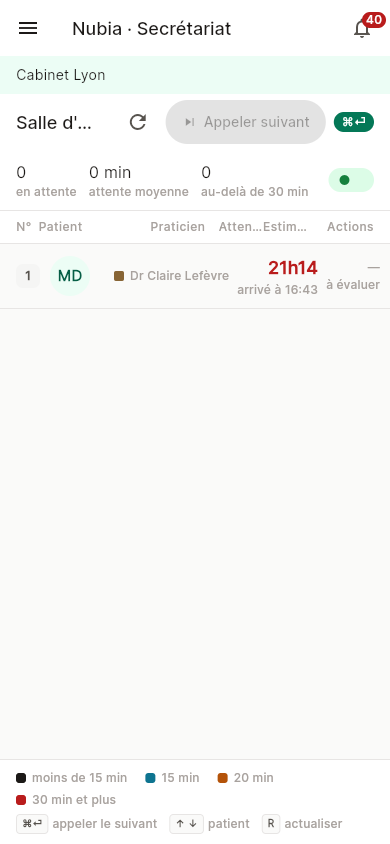 Nubia · Secrétariat
40
Cabinet Lyon
Salle d'...
Appeler suivant
⌘⏎
0 0 min 0
en attente attente moyenne au-delà de 30 min
N° Patient Praticien Atten... Estim... Actions
1 MD Dr Claire Lefèvre 21h14 —
arrivé à 16:43 à évaluer
moins de 15 min 15 min 20 min
30 min et plus
⌘⏎ appeler le suivant ↑ ↓ patient R actualiser